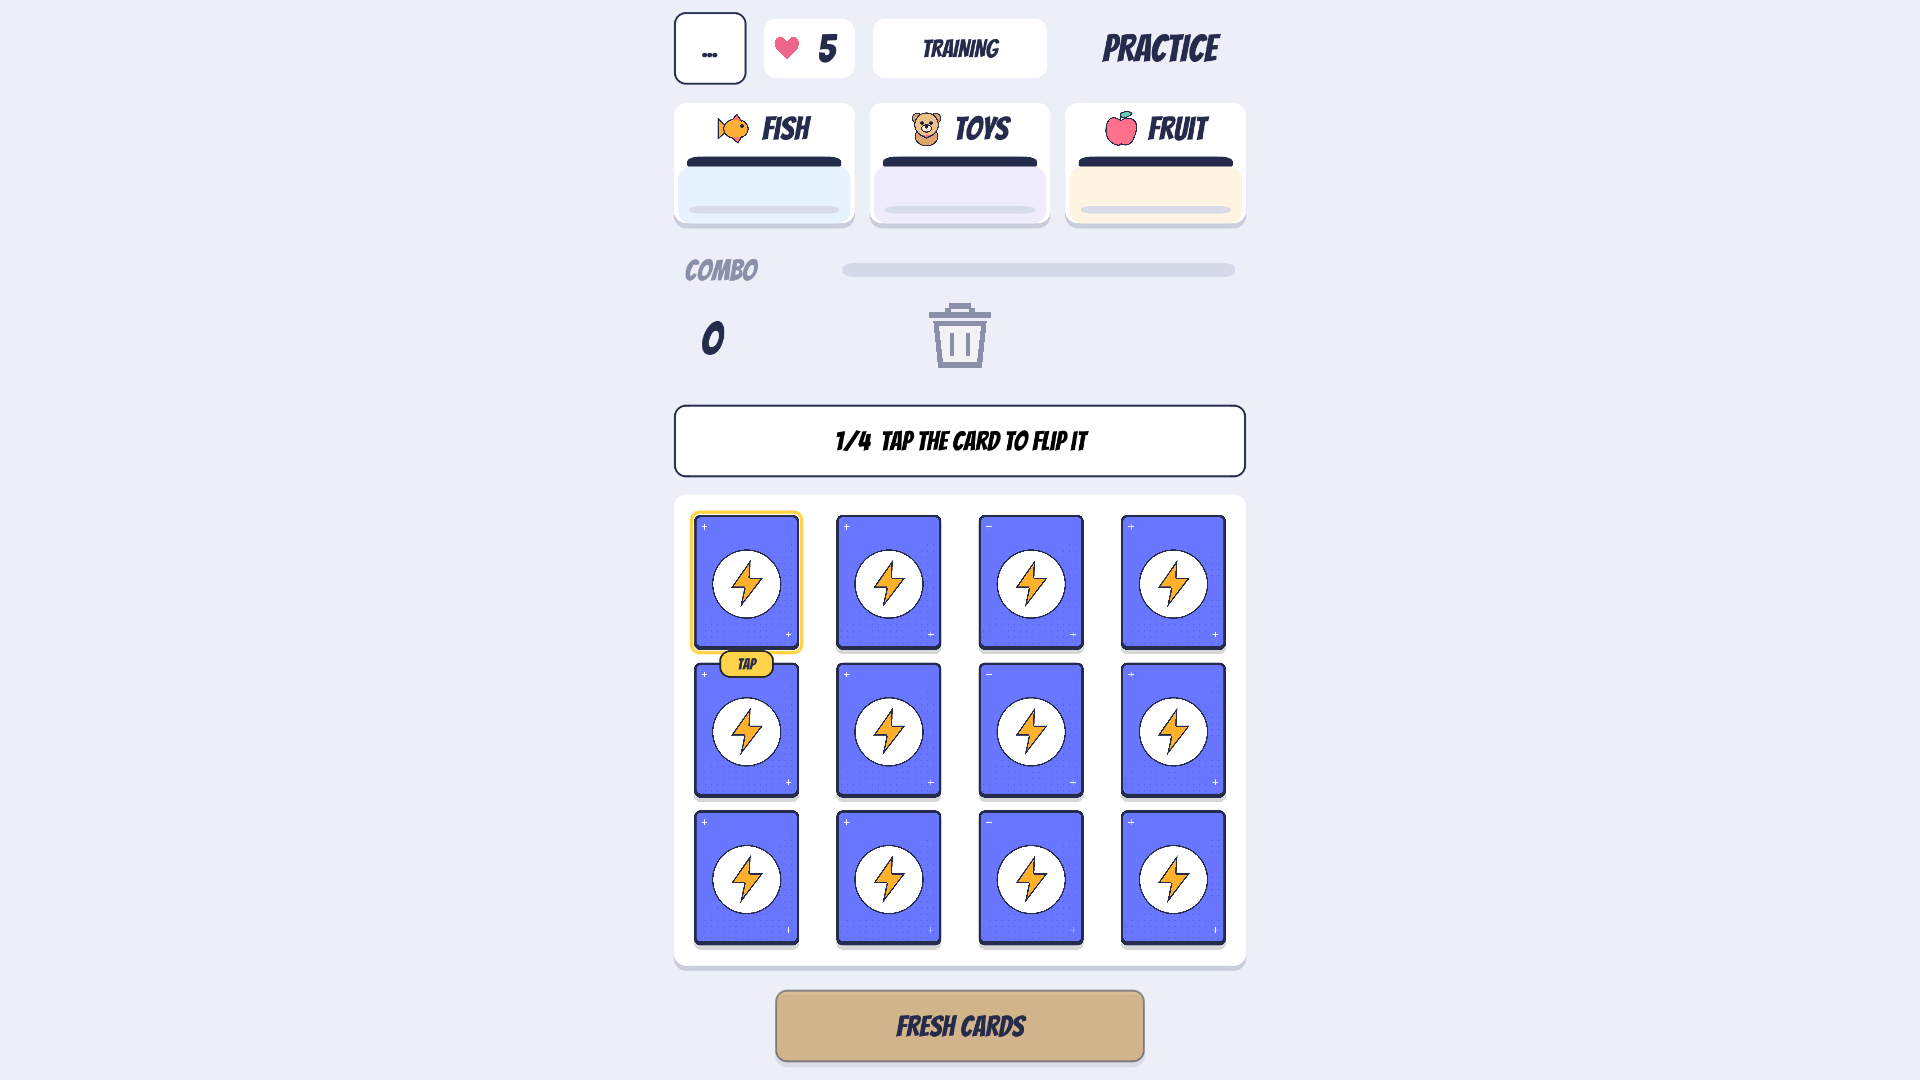 ...
5
TRAINING
PRACTICE
FISH
TOYS
FRUIT
COMBO
0
1/4 TAP THE CARD TO FLIP IT
TAP
FRESH CARDS